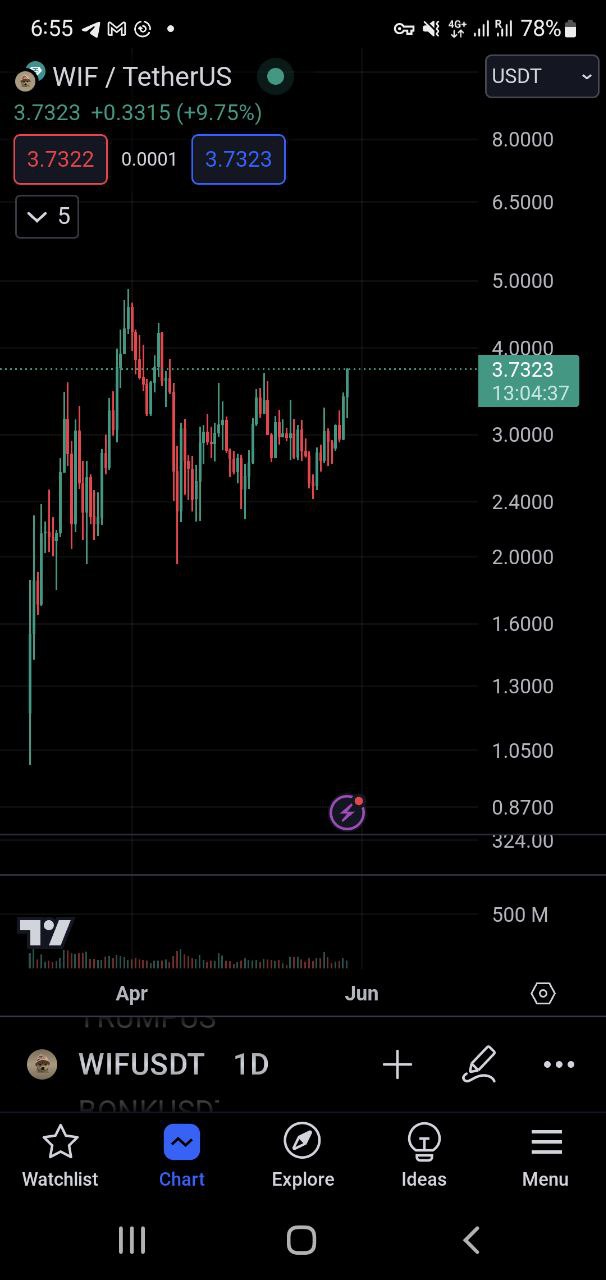 6:55 4G+ R 78%
WIF / TetherUS USDT
3.7323 +0.3315 (+9.75%)
3.7322 0.0001 3.7323
5
8.0000
6.5000
5.0000
4.0000
3.7323
13:04:37
3.0000
2.4000
2.0000
1.6000
1.3000
1.0500
0.8700
324.00
500 M
Apr Jun
TRUMPUS
WIFUSDT 1D
BONKUSDT
Watchlist Chart Explore Ideas Menu